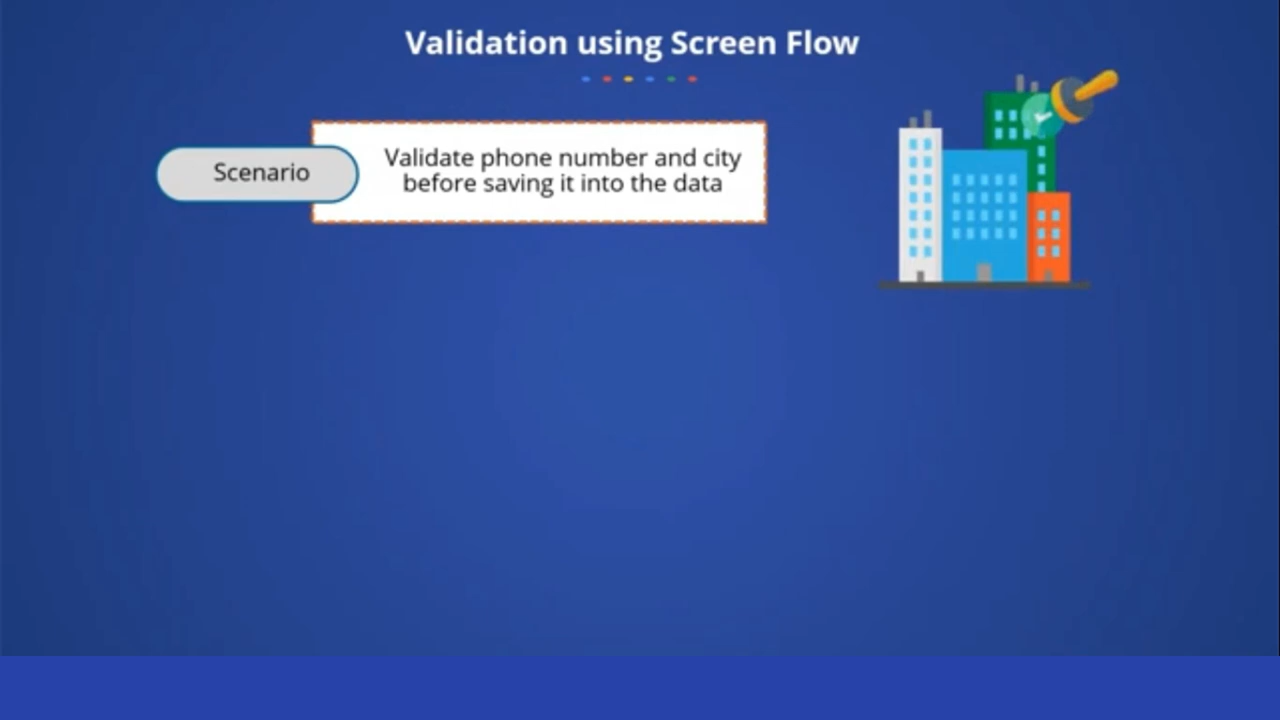 Validation using Screen Flow
Scenario
Validate phone number and city
before saving it into the data